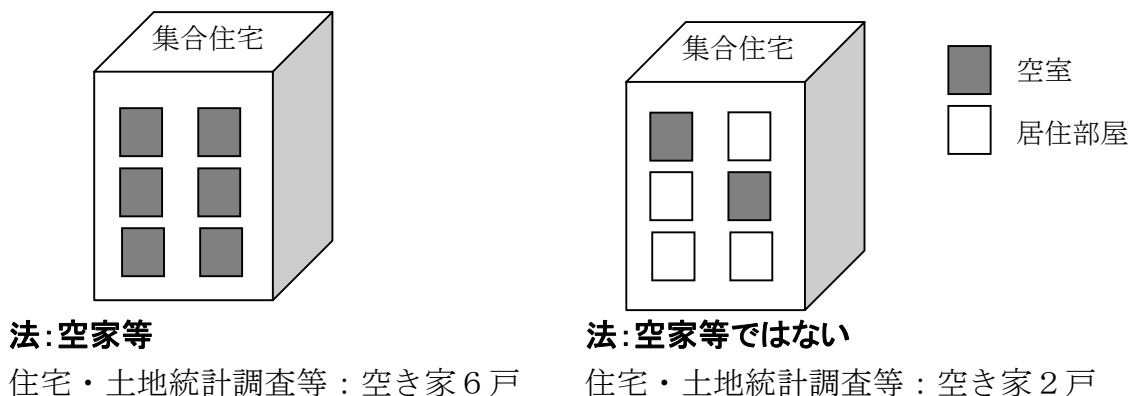 集合住宅
集合住宅
空室
居住部屋
法：空家等
住宅・土地統計調査等：空き家６戸
法：空家等ではない
住宅・土地統計調査等：空き家２戸